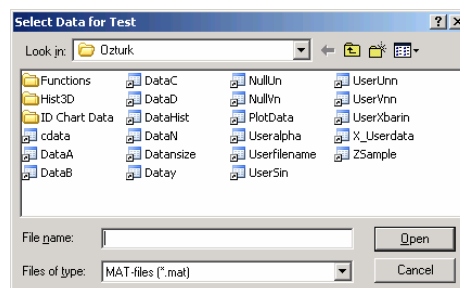 Select Data for Test
Look in: Ozturk
Functions DataC NullUn UserUnn
Hist3D DataD NullVn UserVnn
ID Chart Data DataHist PlotData UserXbarin
cdata DataN Useralpha X_Userdata
DataA Datansize Userfilename ZSample
DataB Datay UserSin
File name: Open
Files of type: MAT-files (*.mat) Cancel